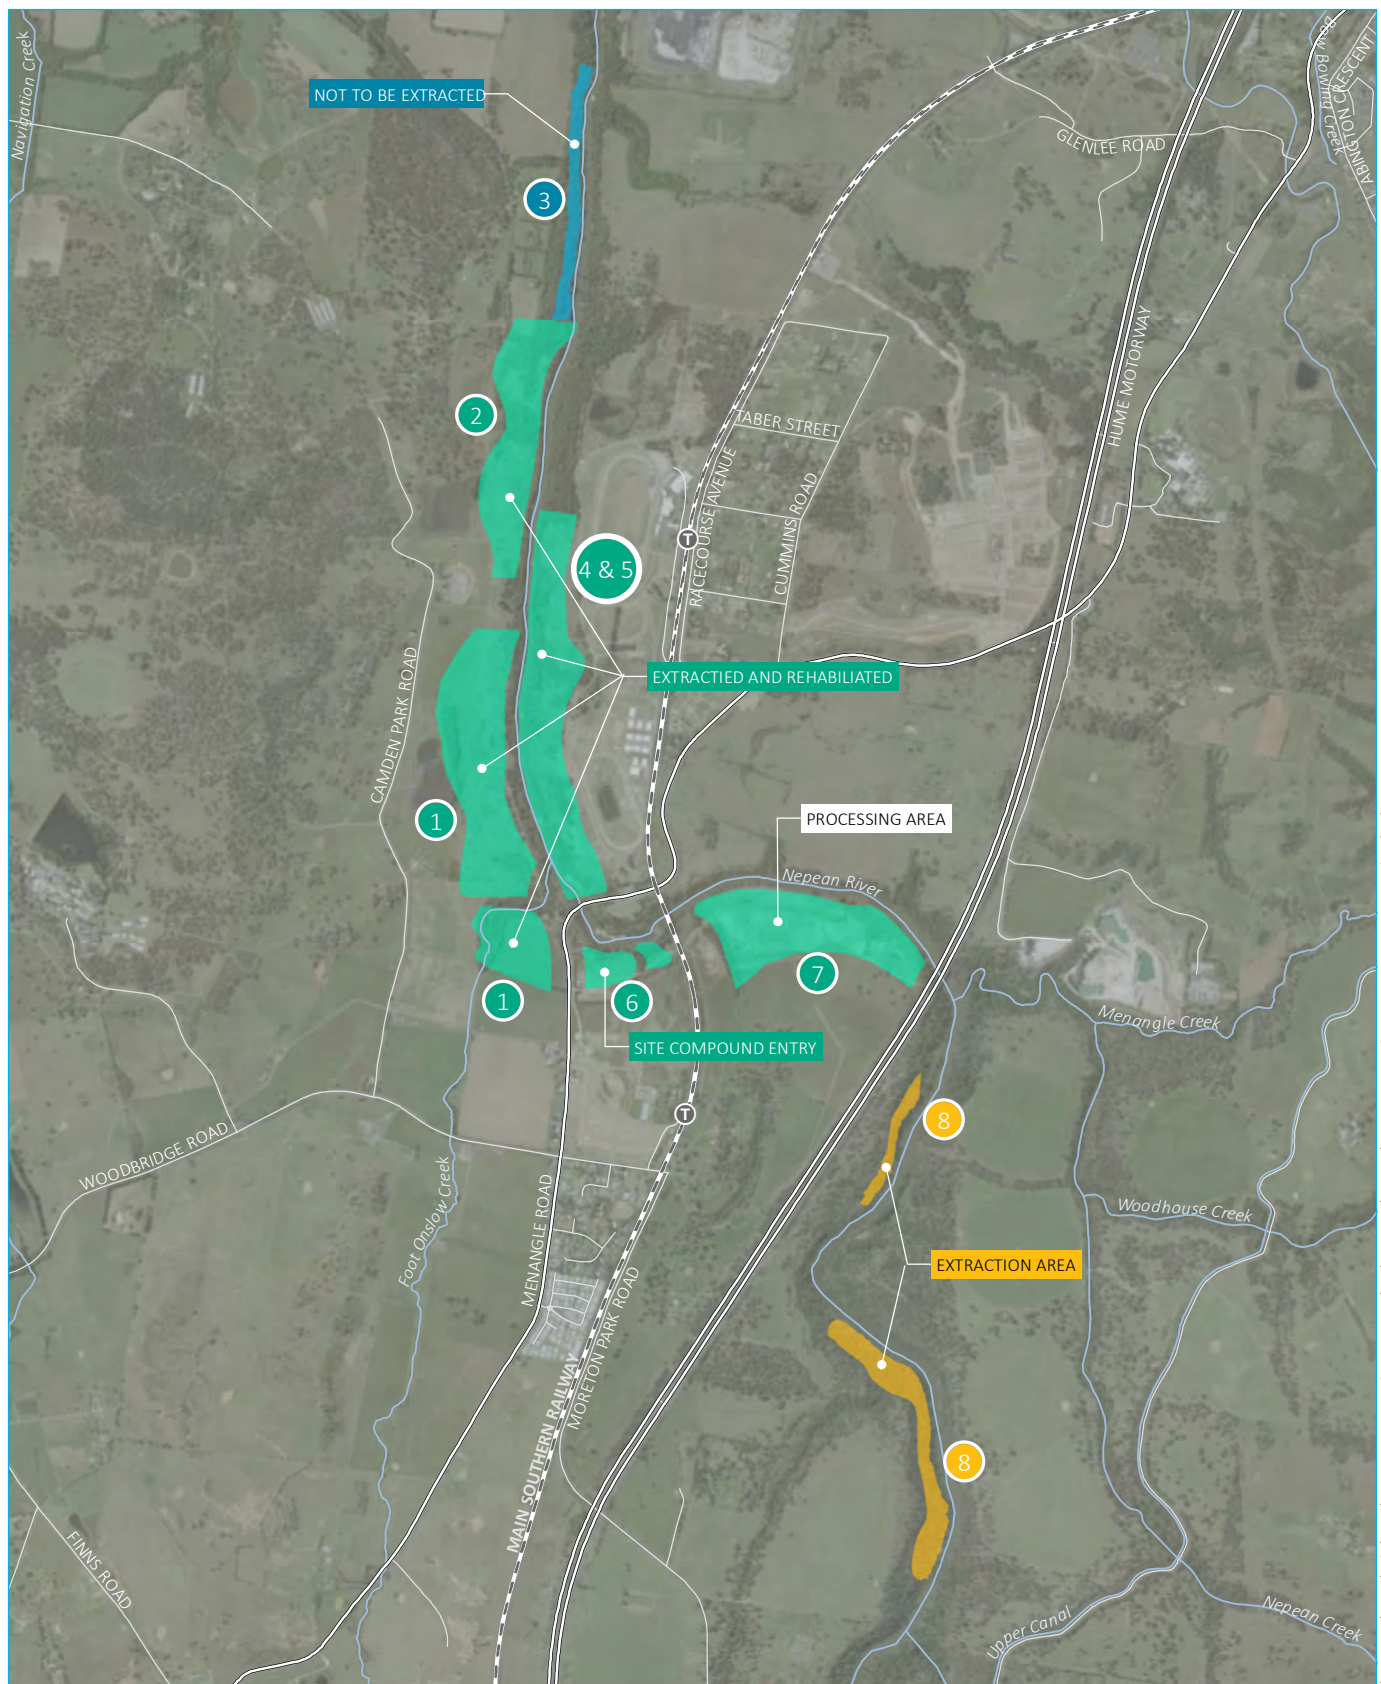 Navigation Creek
NOT TO BE EXTRACTED
3
GLENLEE ROAD
Bow Bowing Creek
ABINGTON CRESCENT
HUME MOTORWAY
2
TABER STREET
RACECOURSE AVENUE
CUMMINS ROAD
T
4 & 5
CAMDEN PARK ROAD
EXTRACTIED AND REHABILIATED
1
PROCESSING AREA
Nepean River
7
1
6
SITE COMPOUND ENTRY
Menangle Creek
T
8
WOODBRIDGE ROAD
Foot Onslow Creek
MENANGLE ROAD
Woodhouse Creek
EXTRACTION AREA
MORETON PARK ROAD
MAIN SOUTHERN RAILWAY
8
FINNS ROAD
Upper Canal
Nepean Creek